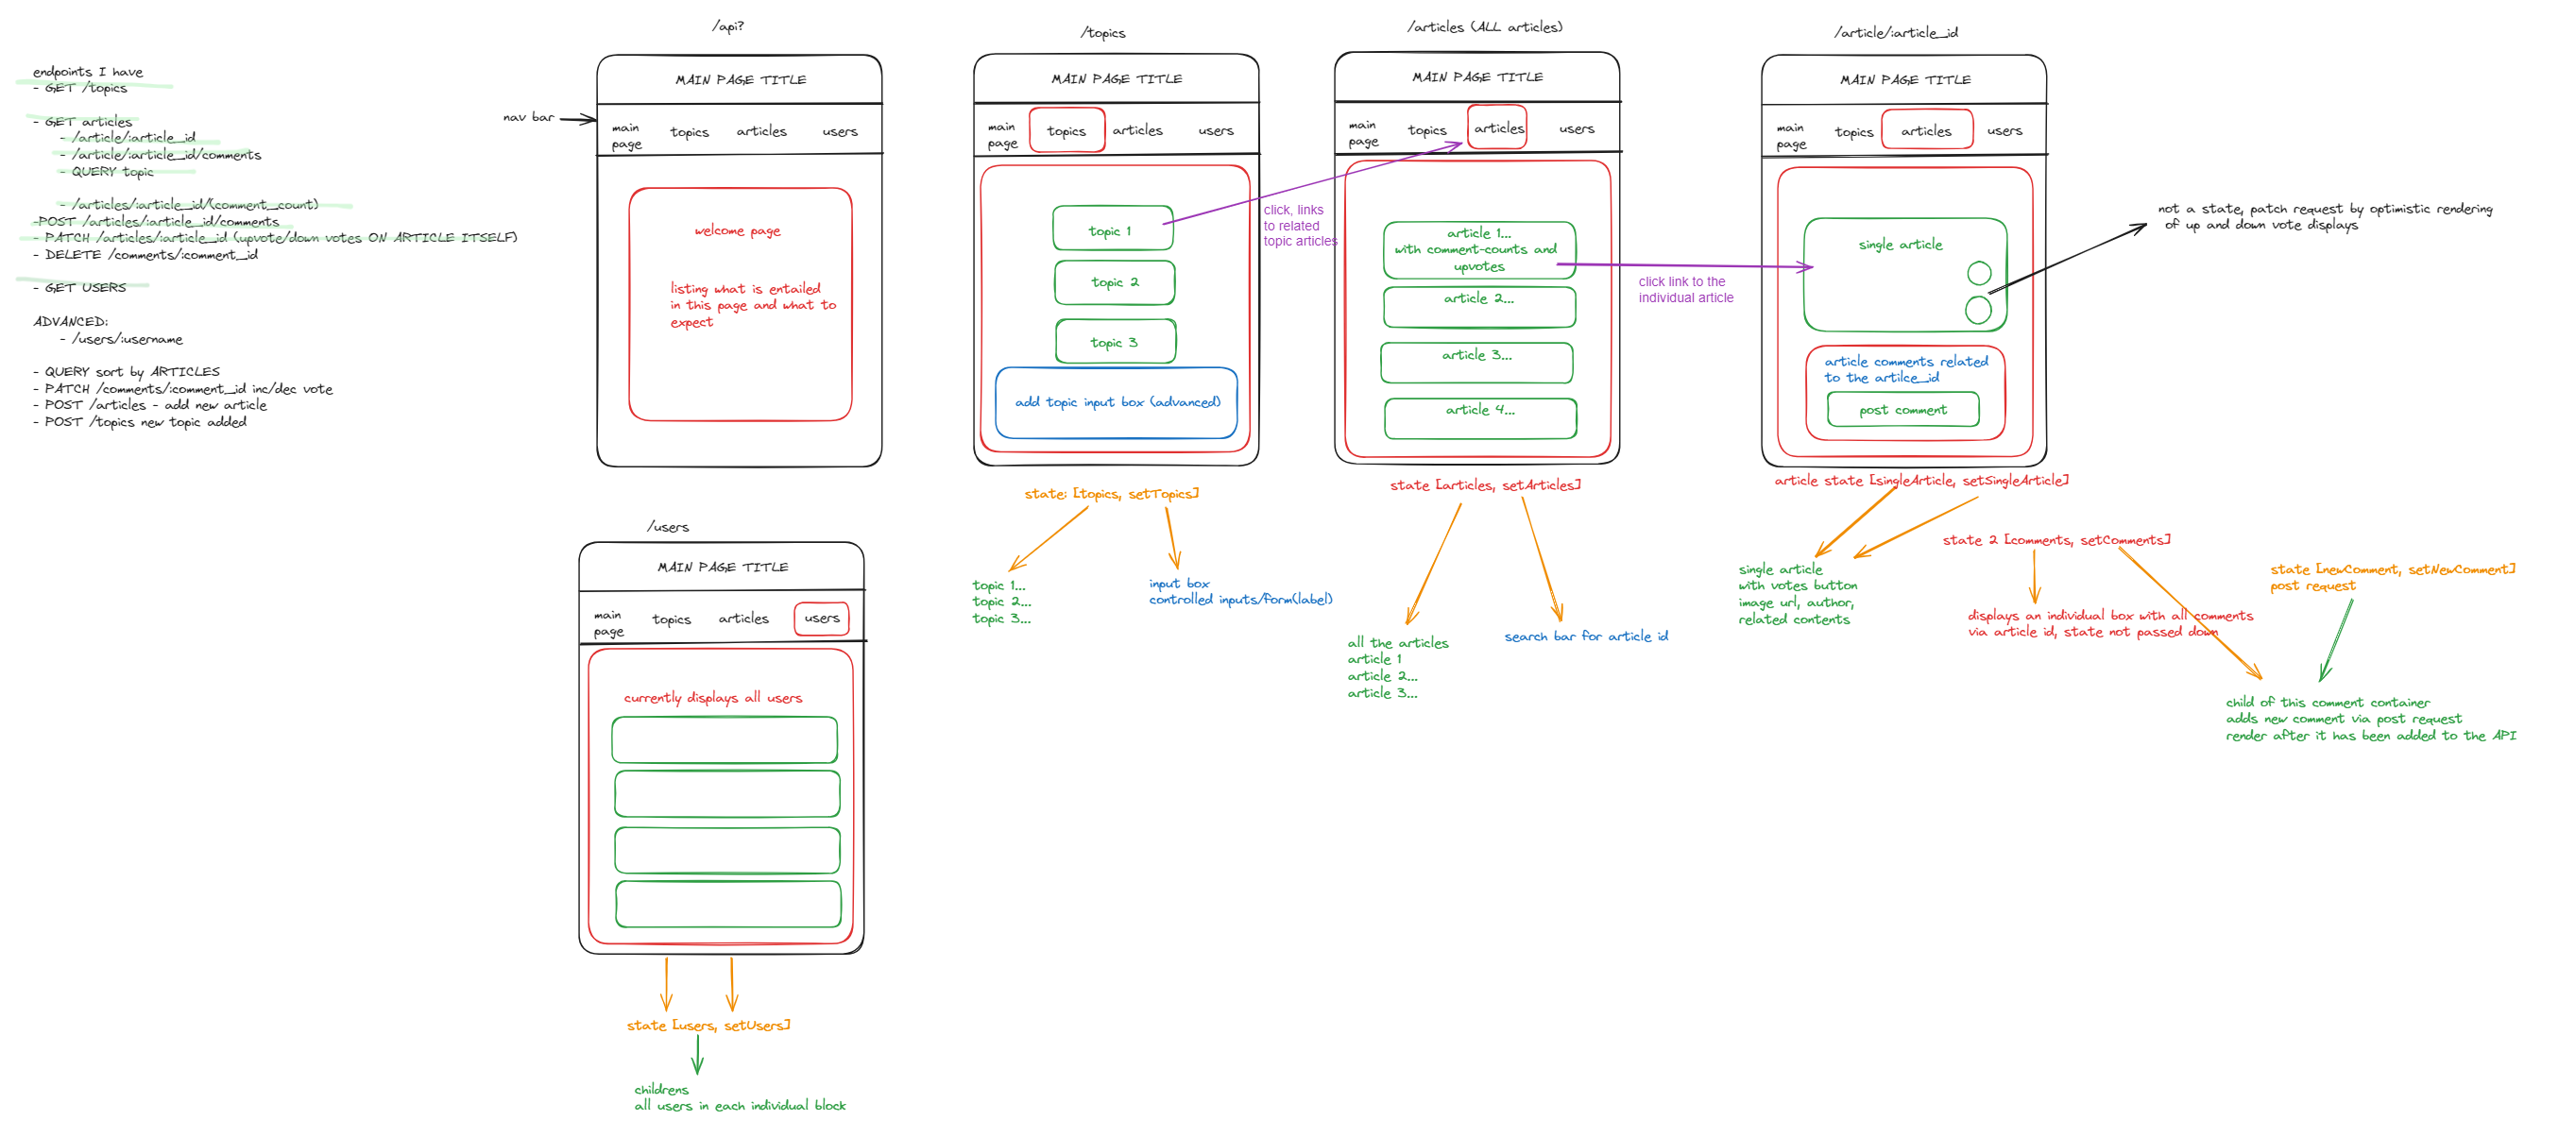 endpoints I have
- GET /topics
- GET articles
- /article/:article_id
- /article/:article_id/comments
- QUERY topic
- /articles/:article_id/(comment_count)
-POST /articles/:article_id/comments
- PATCH /articles/:article_id (upvote/down votes ON ARTICLE ITSELF)
- DELETE /comments/:comment_id
- GET USERS
ADVANCED:
- /users/:username
- QUERY sort by ARTICLES
- PATCH /comments/:comment_id inc/dec vote
- POST /articles - add new article
- POST /topics new topic added
/api?
nav bar
MAIN PAGE TITLE
main
page
topics
articles
users
welcome page
listing what is entailed
in this page and what to
expect
/topics
MAIN PAGE TITLE
main
page
topics
articles
users
topic 1
topic 2
topic 3
add topic input box (advanced)
click, links
to related
topic articles
state: [topics, setTopics]
topic 1...
topic 2...
topic 3...
input box
controlled inputs/form(label)
/articles (ALL articles)
MAIN PAGE TITLE
main
page
topics
articles
users
article 1...
with comment-counts and
upvotes
article 2...
article 3...
article 4...
click link to the
individual article
state [articles, setArticles]
all the articles
article 1
article 2...
article 3...
search bar for article id
/article/:article_id
MAIN PAGE TITLE
main
page
topics
articles
users
single article
article comments related
to the artilce_id
post comment
not a state, patch request by optimistic rendering
of up and down vote displays
article state [singleArticle, setSingleArticle]
single article
with votes button
image url, author,
related contents
state 2 [comments, setComments]
displays an individual box with all comments
via article id, state not passed down
state [newComment, setNewComment]
post request
child of this comment container
adds new comment via post request
render after it has been added to the API
/users
MAIN PAGE TITLE
main
page
topics
articles
users
currently displays all users
state [users, setUsers]
childrens
all users in each individual block